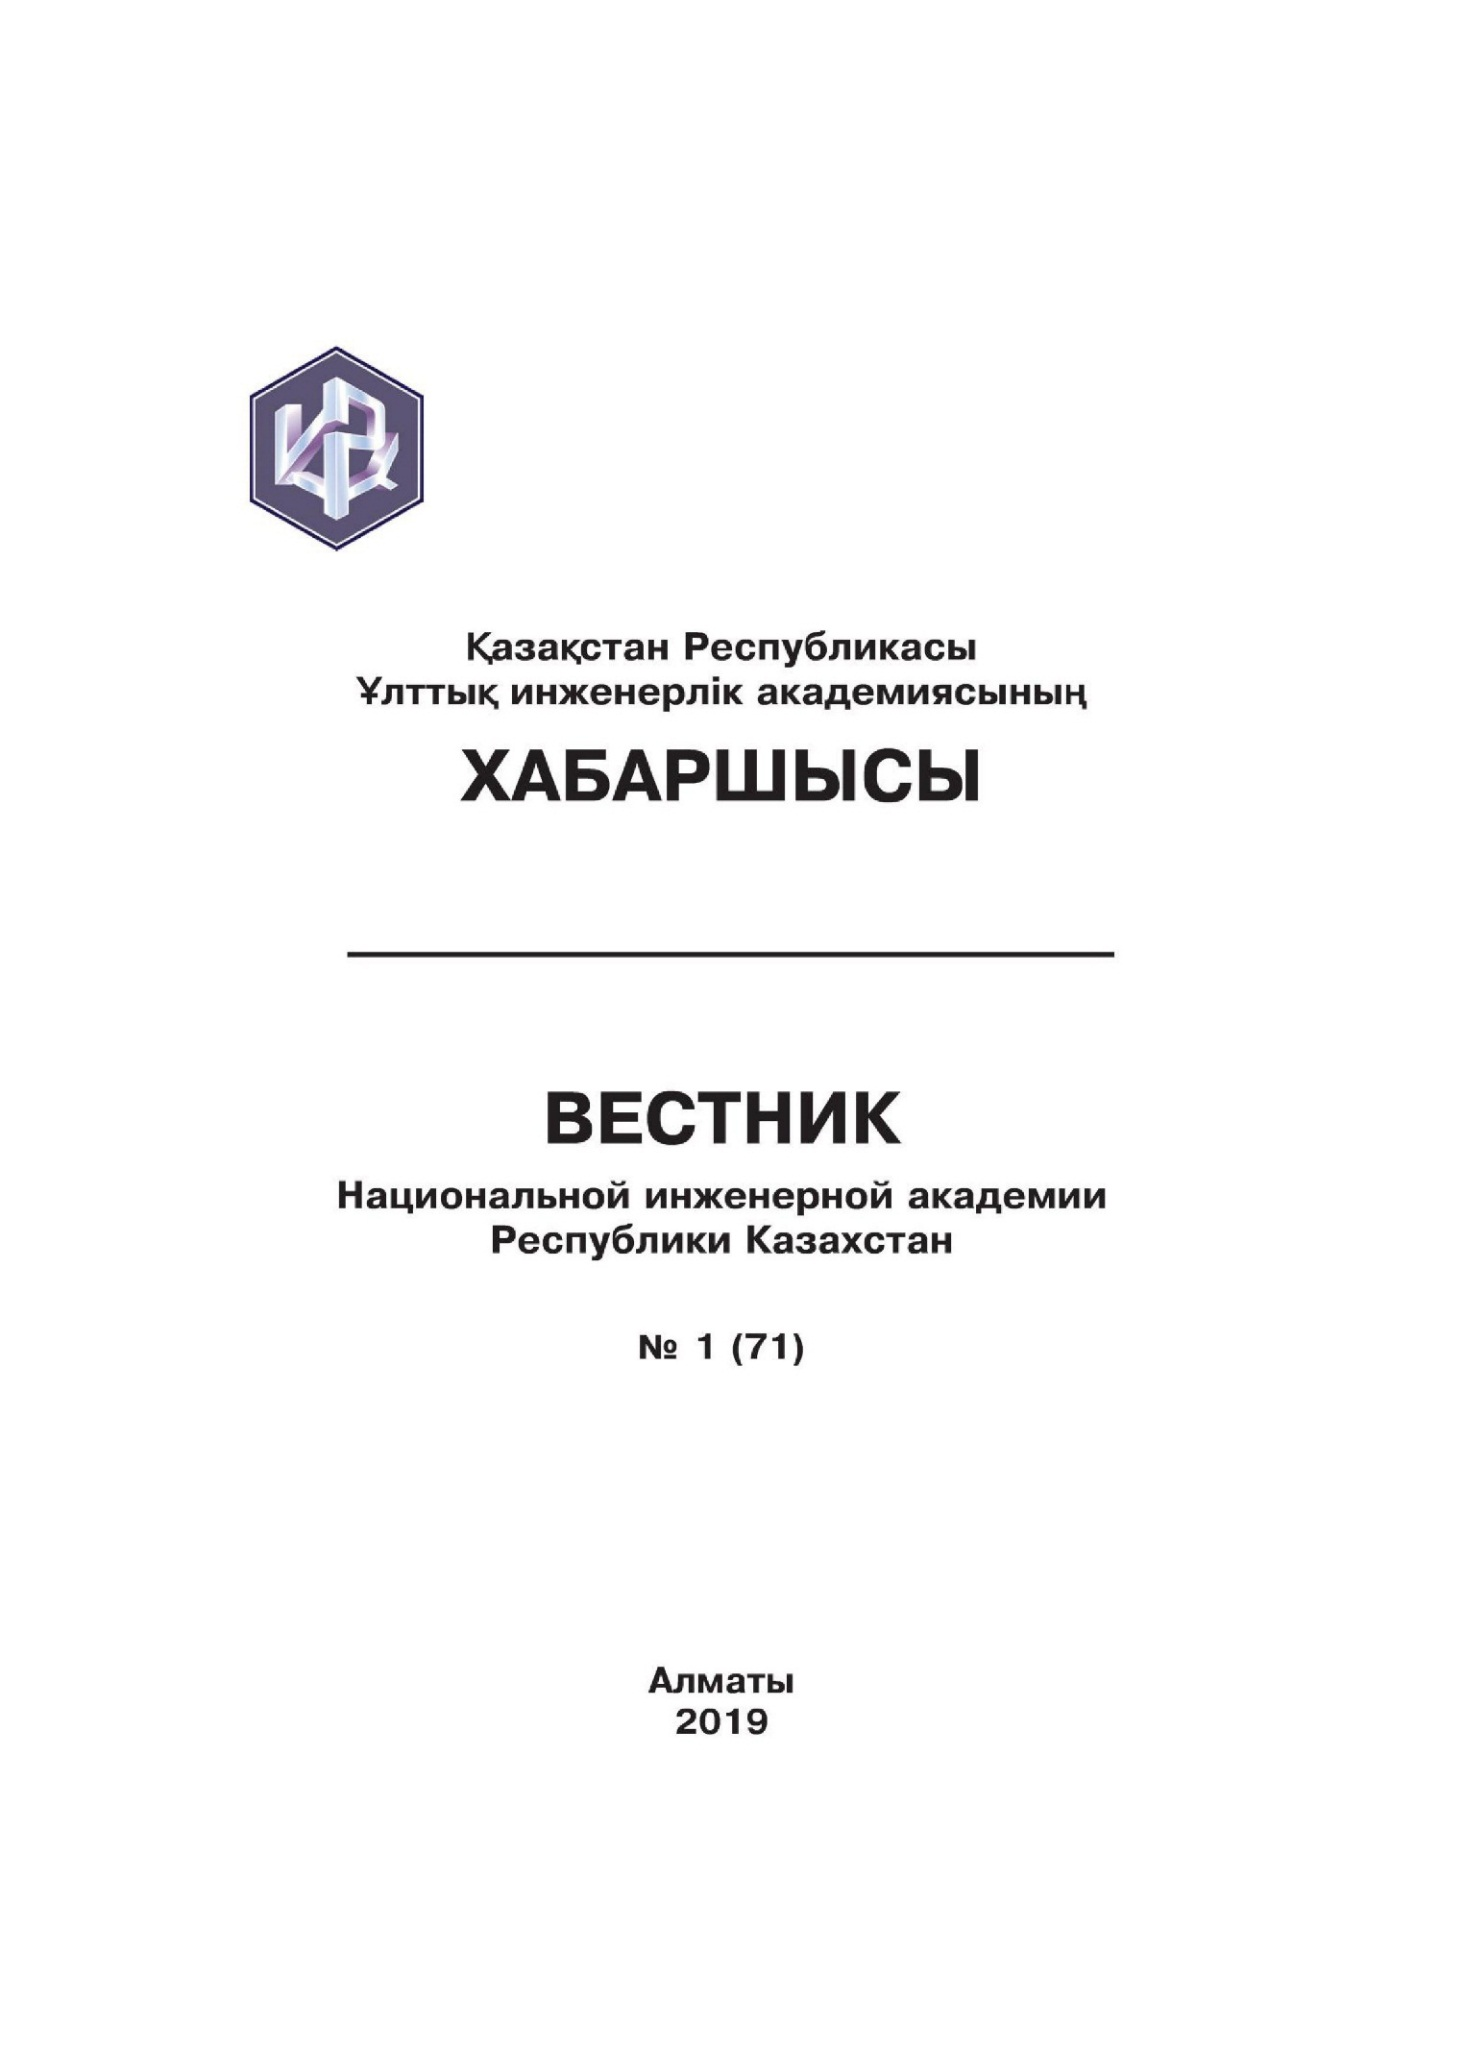 Қазақстан Республикасы
Ұлттық инженерлік академиясының
ХАБАРШЫСЫ
ВЕСТНИК
Национальной инженерной академии
Республики Казахстан
№ 1 (71)
Алматы
2019